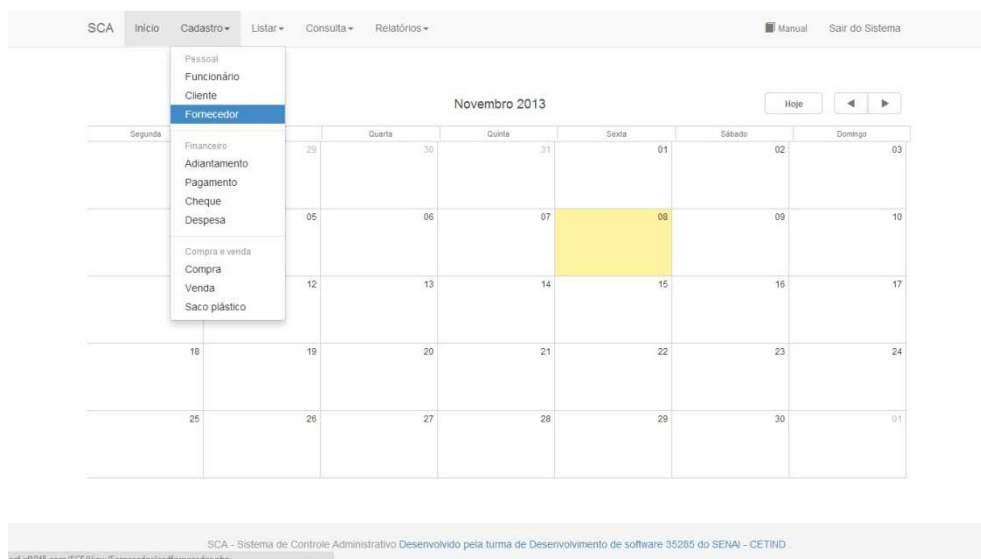 SCA Início Cadastro Listar Consulta Relatórios Manual Sair do Sistema
Pessoal
Funcionário
Cliente
Fornecedor
Financeiro
Adiantamento
Pagamento
Cheque
Despesa
Compra e venda
Compra
Venda
Saco plástico
Novembro 2013
Hoje
Segunda Quarta Quinta Sexta Sábado Domingo
29 30 31 01 02 03
05 06 07 08 09 10
12 13 14 15 16 17
18 19 20 21 22 23 24
25 26 27 28 29 30 01
SCA - Sistema de Controle Administrativo Desenvolvido pela turma de Desenvolvimento de software 35285 do SENAI - CETIND